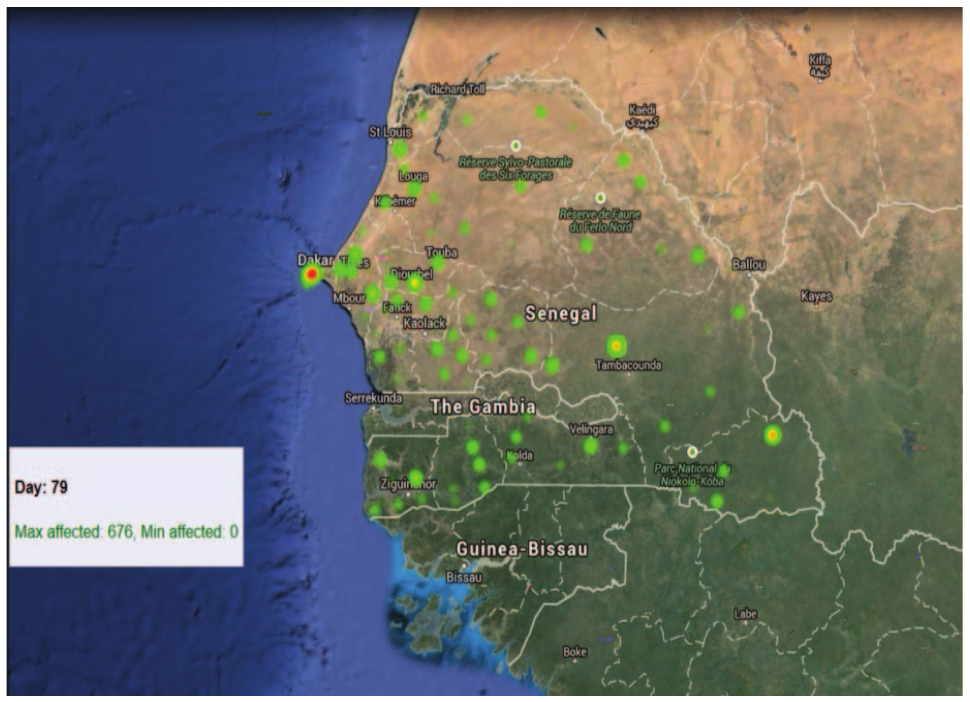 Kiffa
كيفه
Richard Toll
Kaédi
كيهيدي
St Louis
Réserve Sylvo-Pastorale
des Six Forages
Louga
Kébémer
Réserve de Faune
du Ferlo Nord
Touba
Dakar
Thies
Diourbel
Ballou
Mbour
Fatick
Kayes
Senegal
Kaolack
Tambacounda
Serrekunda
The Gambia
Velingara
Kolda
Parc National du
Niokolo-Koba
Ziguinchor
Day: 79
Max affected: 676, Min affected: 0
Guinea-Bissau
Bissau
Labe
Boke